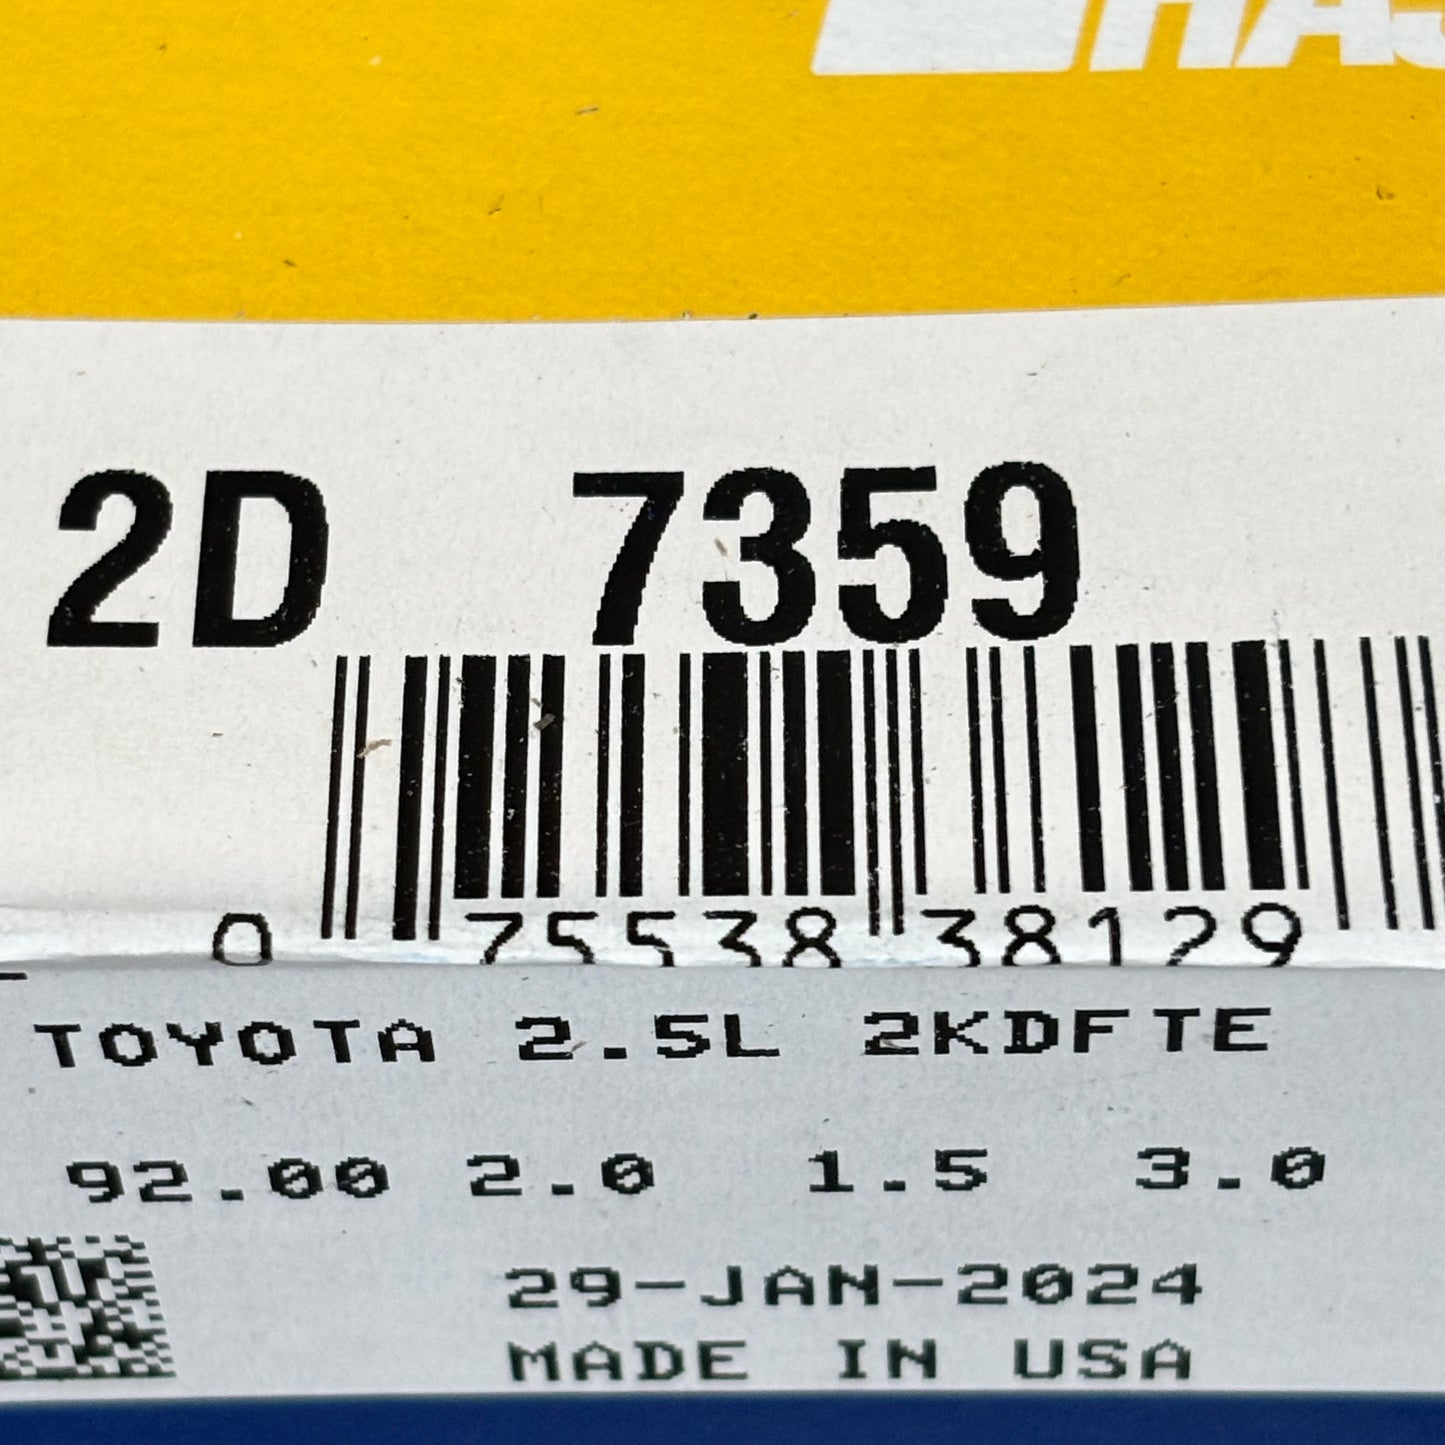 HAS
2D 7359
0 75538 38129
TOYOTA 2.5L 2KDFTE
92.00 2.0 1.5 3.0
29-JAN-2024
MADE IN USA